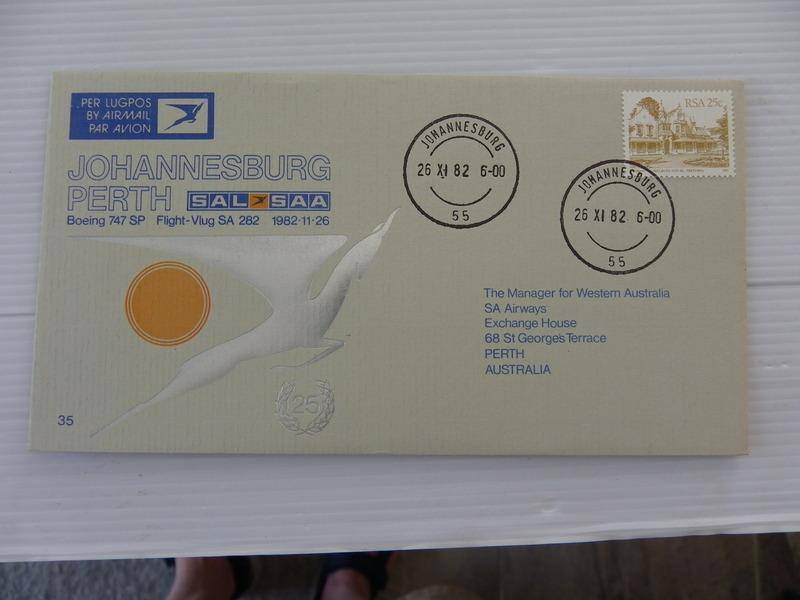 PER LUGPOS
BY AIRMAIL
PAR AVION
JOHANNESBURG
PERTH SAL SAA
Boeing 747 SP Flight-Vlug SA 282 1982·11·26
JOHANNESBURG
26 XI 82 6-00
55
RSA 25c
JOHANNESBURG
26 XI 82 6-00
55
The Manager for Western Australia
SA Airways
Exchange House
68 St Georges Terrace
PERTH
AUSTRALIA
25
35